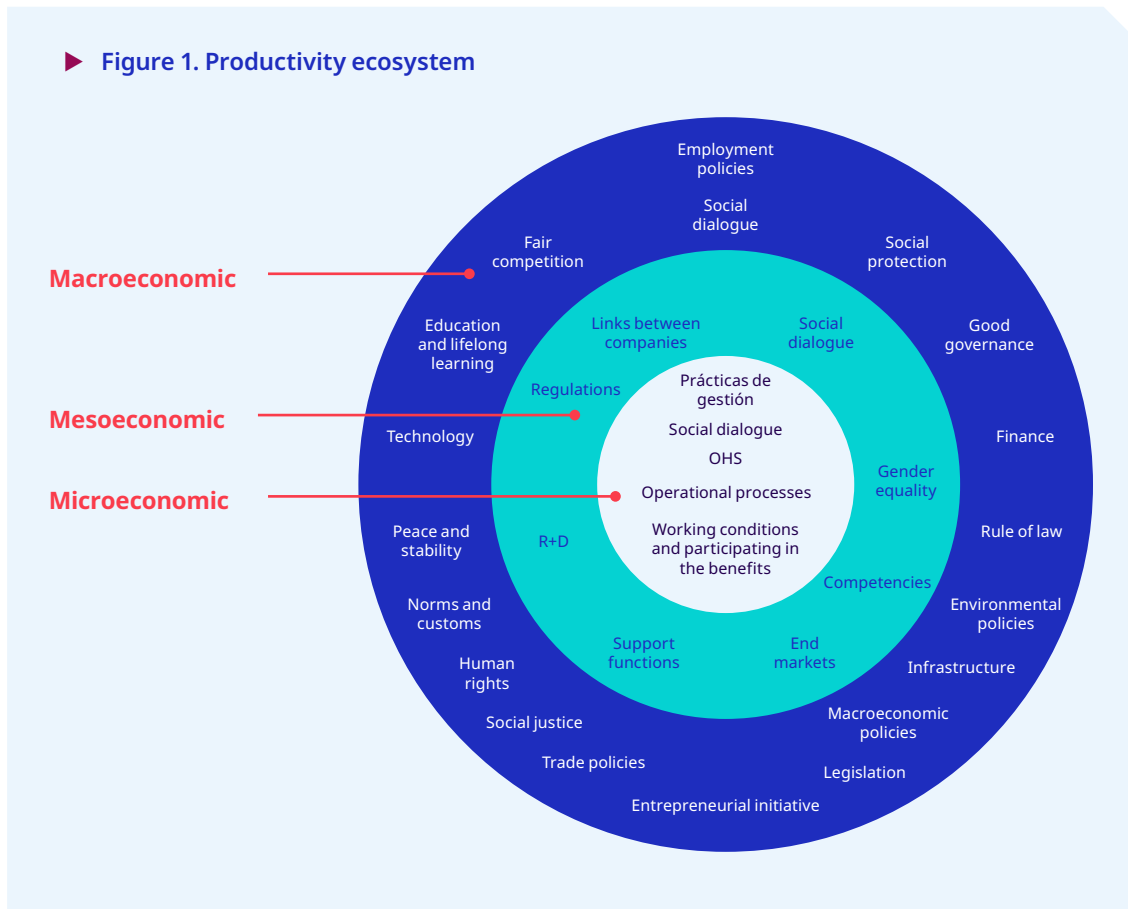 Figure 1. Productivity ecosystem
Employment
policies
Social
dialogue
Fair
competition
Social
protection
Macroeconomic
Education
and lifelong
learning
Links between
companies
Social
dialogue
Good
governance
Prácticas de
gestión
Regulations
Mesoeconomic
Technology
Social dialogue
Finance
OHS
Gender
equality
Microeconomic
Operational processes
Peace and
stability
R+D
Working conditions
and participating in
the benefits
Rule of law
Competencies
Norms and
customs
Environmental
policies
Support
functions
End
markets
Human
rights
Infrastructure
Social justice
Macroeconomic
policies
Trade policies
Legislation
Entrepreneurial initiative